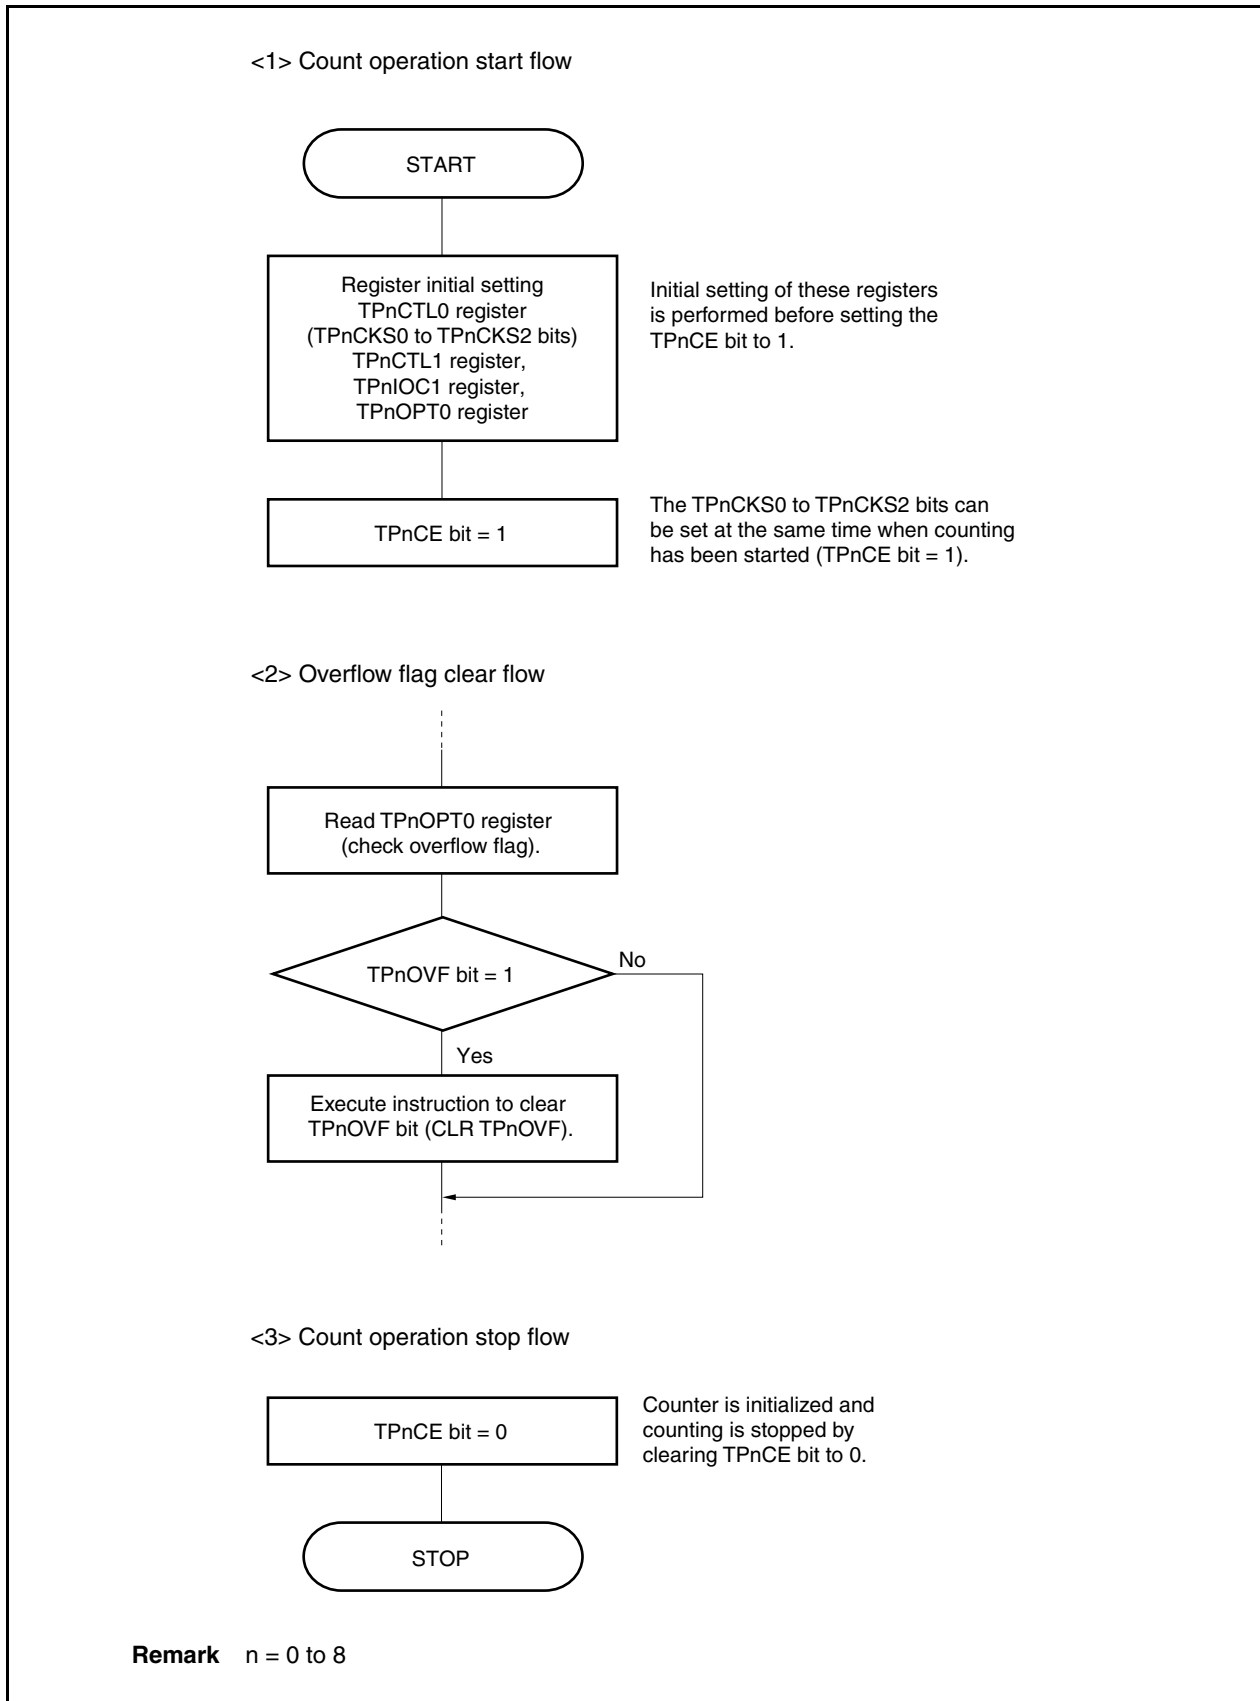 <1> Count operation start flow
START
Register initial setting
TPnCTL0 register
(TPnCKS0 to TPnCKS2 bits)
TPnCTL1 register,
TPnIOC1 register,
TPnOPT0 register
Initial setting of these registers
is performed before setting the
TPnCE bit to 1.
TPnCE bit = 1
The TPnCKS0 to TPnCKS2 bits can
be set at the same time when counting
has been started (TPnCE bit = 1).
<2> Overflow flag clear flow
Read TPnOPT0 register
(check overflow flag).
TPnOVF bit = 1
No
Yes
Execute instruction to clear
TPnOVF bit (CLR TPnOVF).
<3> Count operation stop flow
TPnCE bit = 0
Counter is initialized and
counting is stopped by
clearing TPnCE bit to 0.
STOP
Remark n = 0 to 8